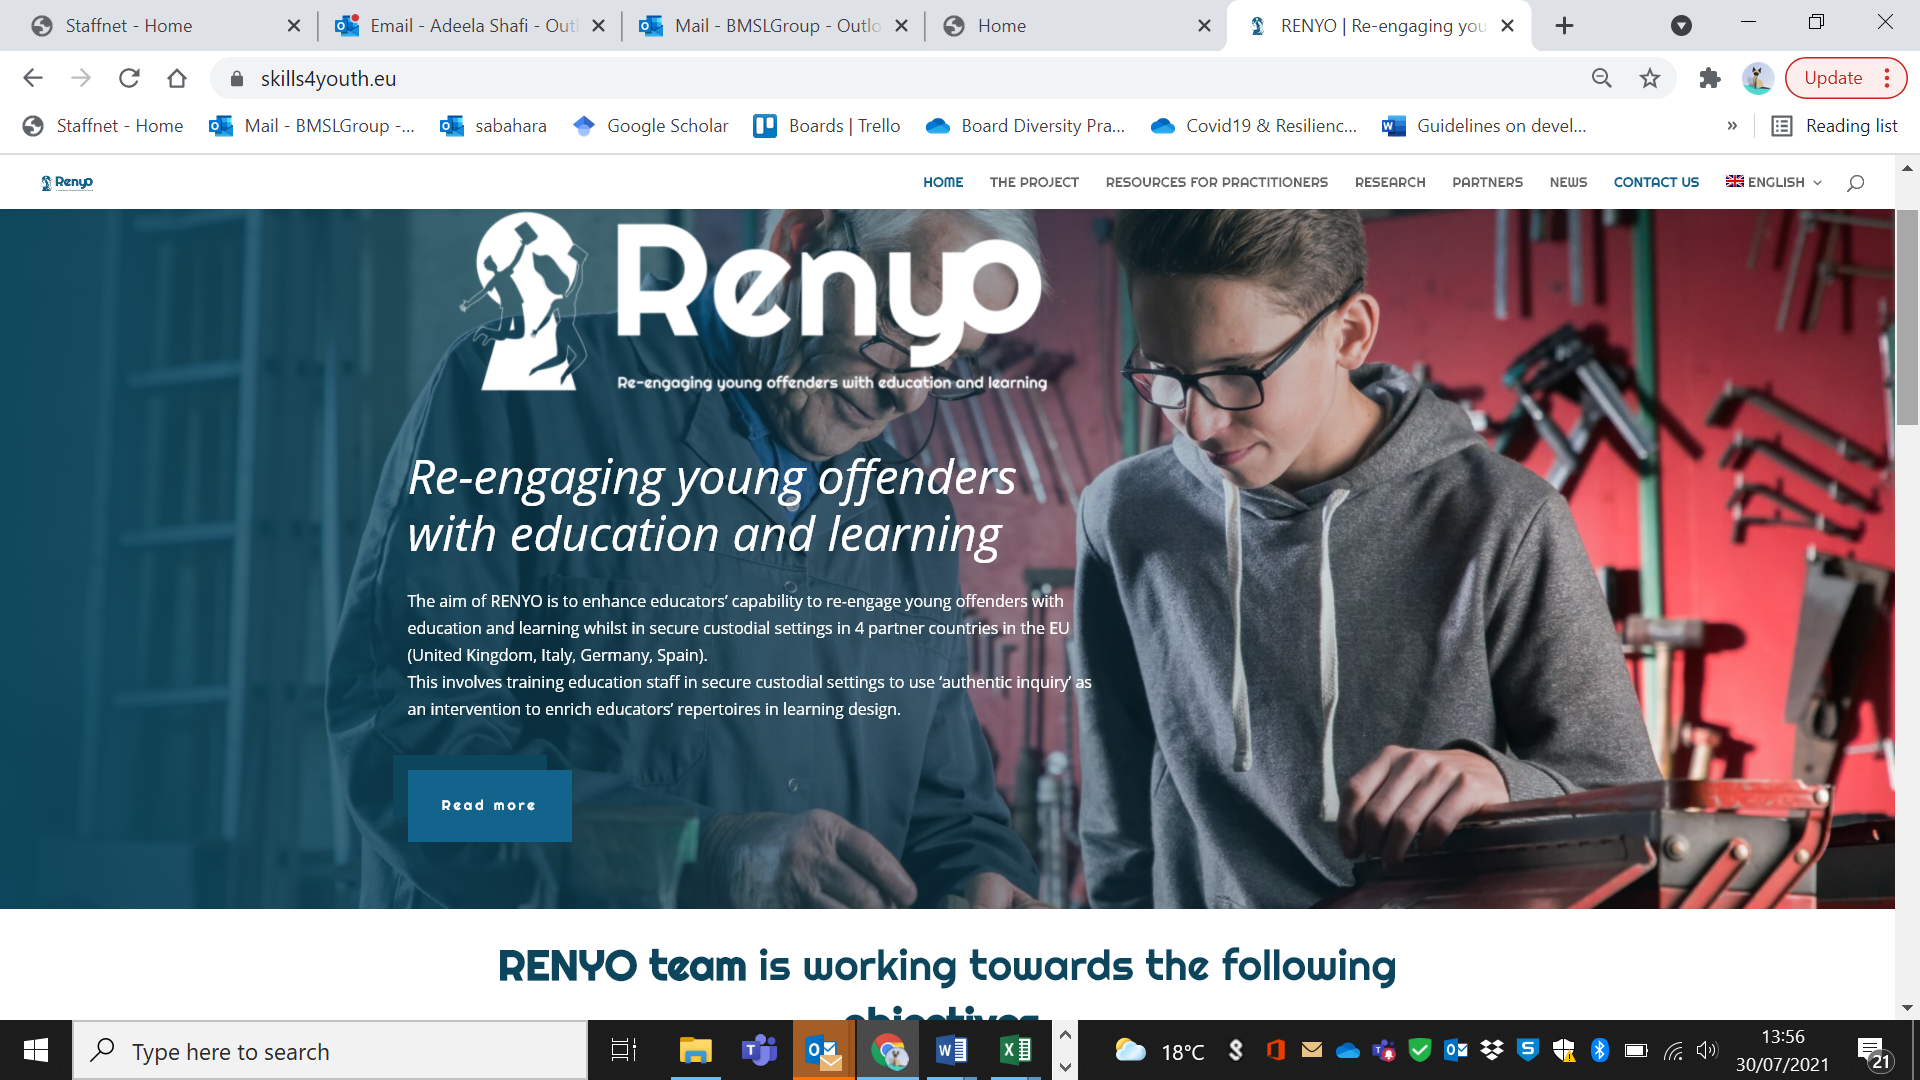 Staffnet - Home
Email - Adeela Shafi - Outl
Mail - BMSLGroup - Outlo
Home
RENYO | Re-engaging you
skills4youth.eu
Update
Staffnet - Home
Mail - BMSLGroup -...
sabahara
Google Scholar
Boards | Trello
Board Diversity Pra...
Covid19 & Resilienc...
Guidelines on devel...
»
Reading list
Renyo
HOME
THE PROJECT
RESOURCES FOR PRACTITIONERS
RESEARCH
PARTNERS
NEWS
CONTACT US
ENGLISH
Renyo
Re-engaging young offenders with education and learning
Re-engaging young offenders
with education and learning
The aim of RENYO is to enhance educators’ capability to re-engage young offenders with
education and learning whilst in secure custodial settings in 4 partner countries in the EU
(United Kingdom, Italy, Germany, Spain).
This involves training education staff in secure custodial settings to use ‘authentic inquiry’ as
an intervention to enrich educators’ repertoires in learning design.
Read more
RENYO team is working towards the following
objectives
Type here to search
18°C
13:56
30/07/2021
21